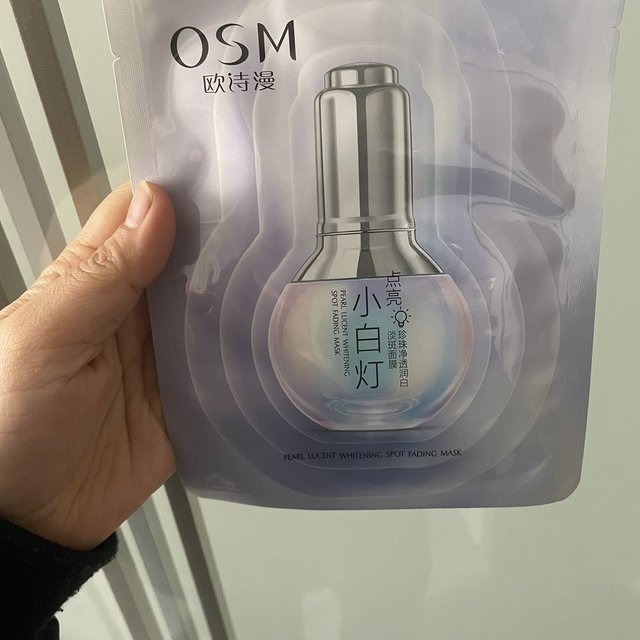 OSM
欧诗漫
点亮
小白灯
珍珠净透润白
淡斑面膜
PEARL LUCENT WHITENING
SPOT FADING MASK
PEARL LUCENT WHITENING SPOT FADING MASK